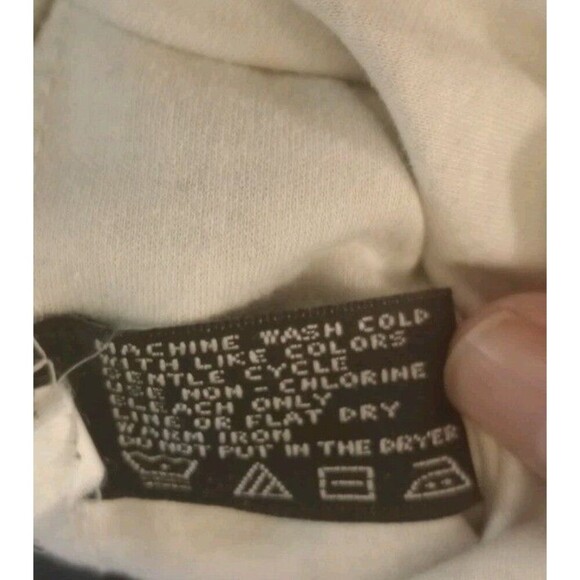 MACHINE WASH COLD
WITH LIKE COLORS
GENTLE CYCLE
USE NON-CHLORINE
BLEACH ONLY
LINE OR FLAT DRY
WARM IRON
DO NOT PUT IN THE DRYER